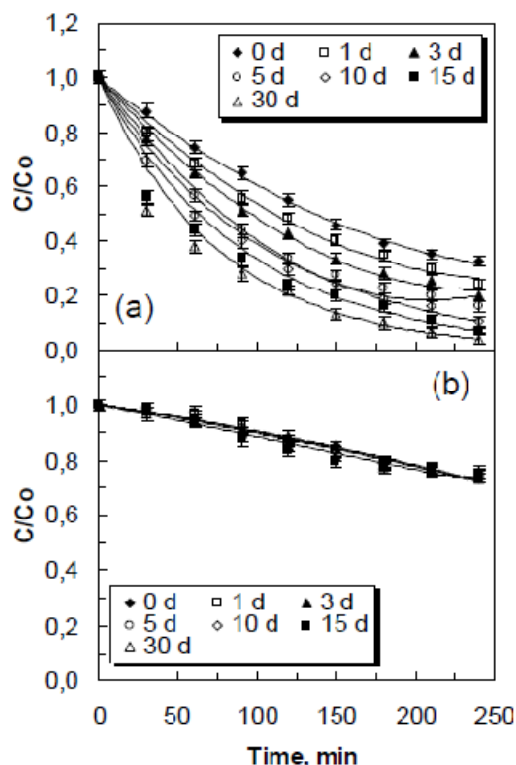 1,2
0 d 1 d 3 d
5 d 10 d 15 d
30 d
1,0
0,8
0,6
0,4
0,2
0,0
C/Co
(a)
(b)
1,0
0,8
0,6
0,4
0,2
0,0
C/Co
0 d 1 d 3 d
5 d 10 d 15 d
30 d
0 50 100 150 200 250
Time, min